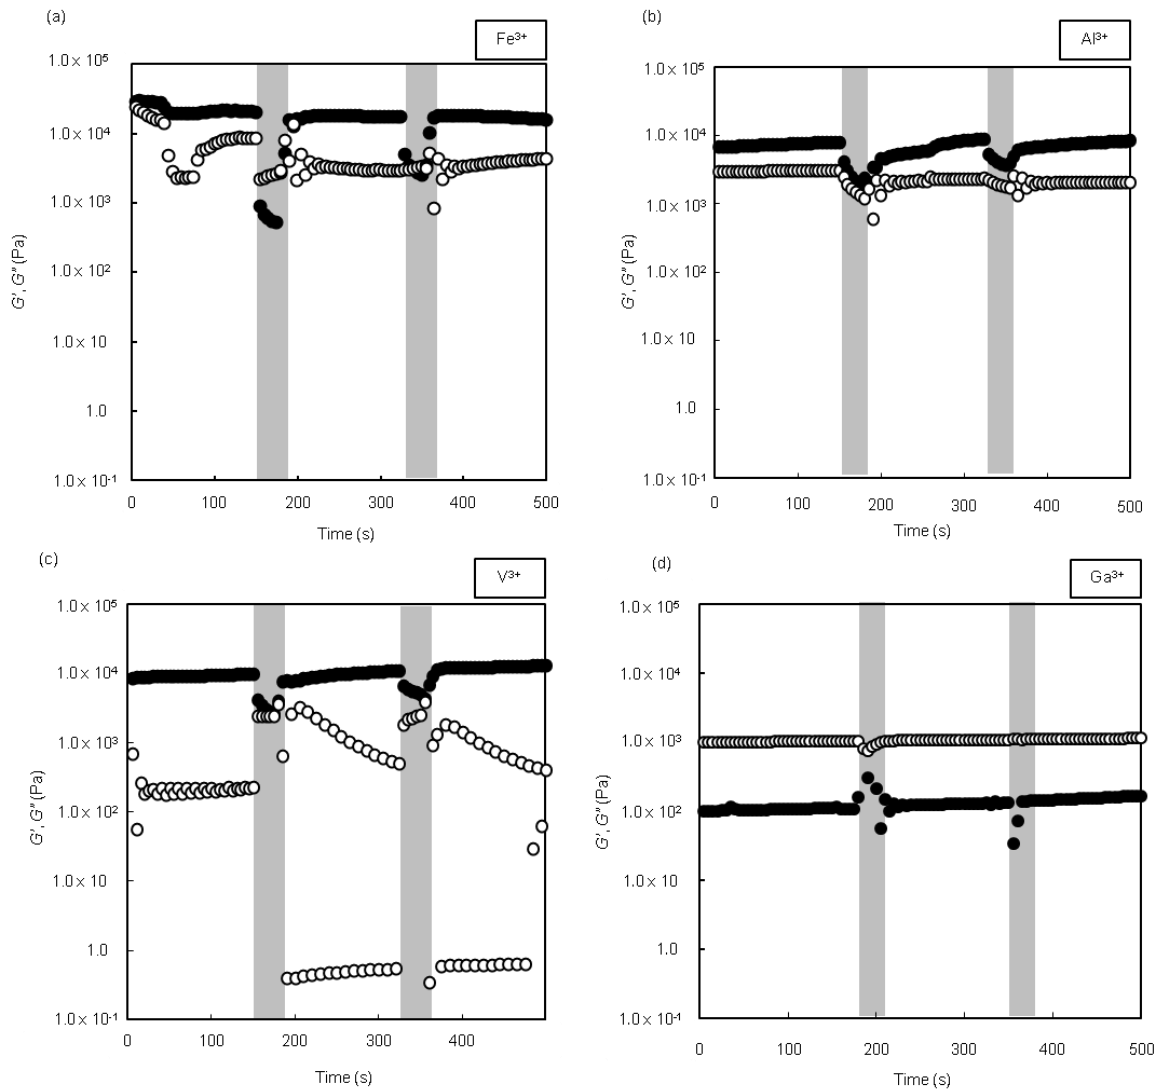 (a)
Fe³⁺
1.0 × 10⁵
1.0 × 10⁴
1.0 × 10³
1.0 × 10²
1.0 × 10
1.0
1.0 × 10⁻¹
G′, G″ (Pa)
0 100 200 300 400 500
Time (s)
(b)
Al³⁺
1.0 × 10⁵
1.0 × 10⁴
1.0 × 10³
1.0 × 10²
1.0 × 10
1.0
1.0 × 10⁻¹
G′, G″ (Pa)
0 100 200 300 400 500
Time (s)
(c)
V³⁺
1.0 × 10⁵
1.0 × 10⁴
1.0 × 10³
1.0 × 10²
1.0 × 10
1.0
1.0 × 10⁻¹
G′, G″ (Pa)
0 100 200 300 400 500
Time (s)
(d)
Ga³⁺
1.0 × 10⁵
1.0 × 10⁴
1.0 × 10³
1.0 × 10²
1.0 × 10
1.0
1.0 × 10⁻¹
G′, G″ (Pa)
0 100 200 300 400 500
Time (s)